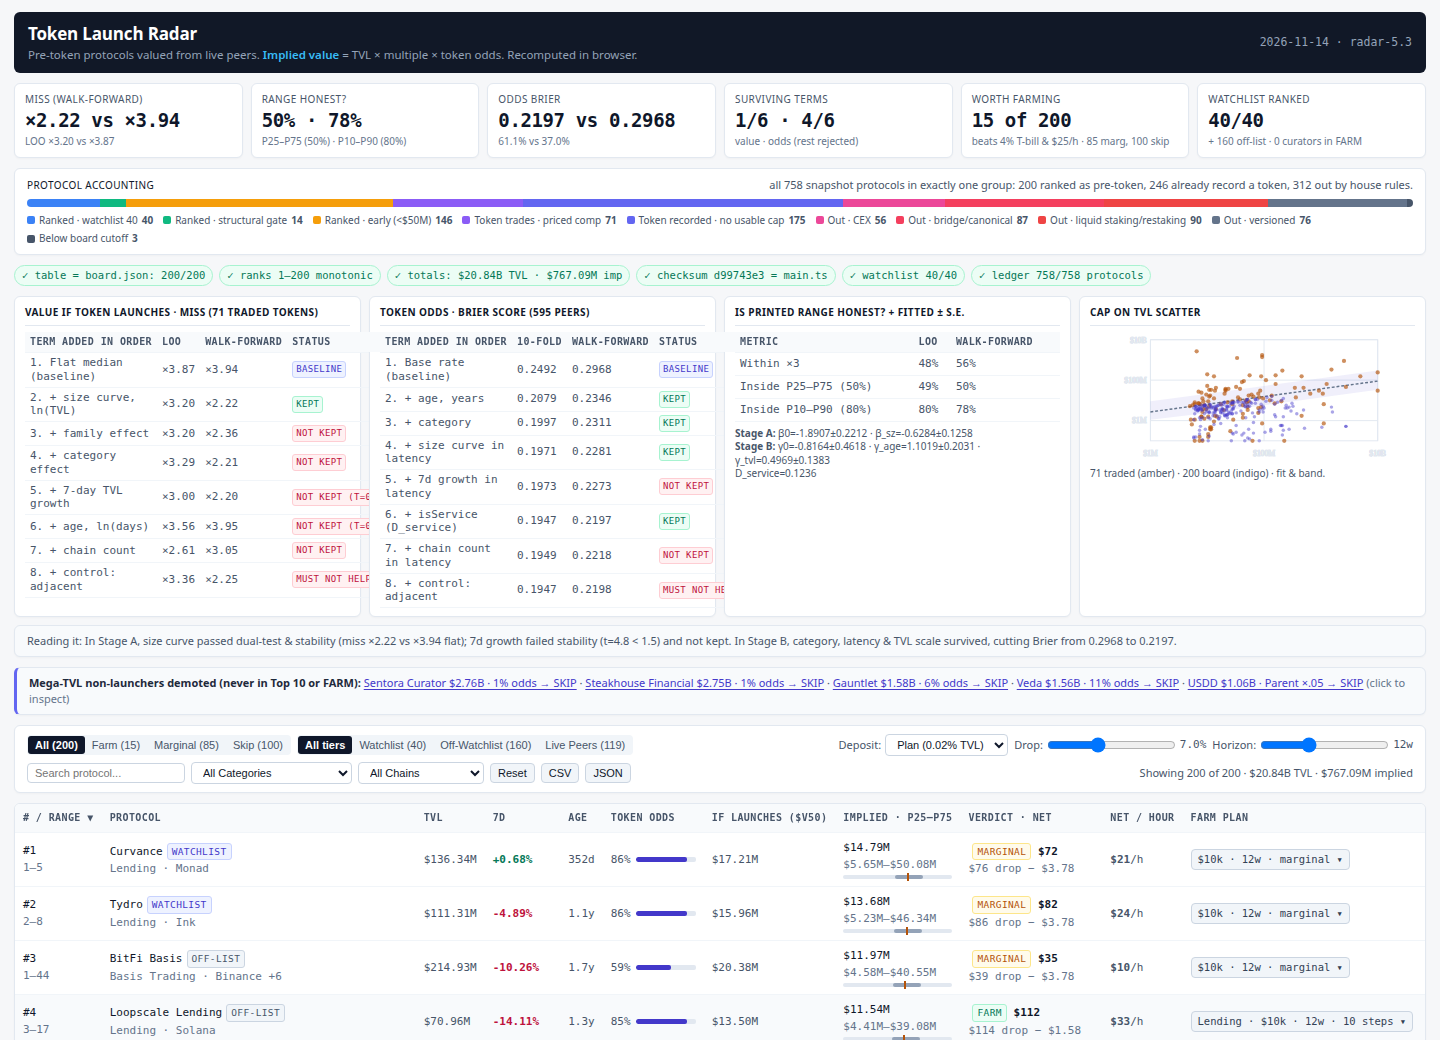 Token Launch Radar
Pre-token protocols valued from live peers. Implied value = TVL × multiple × token odds. Recomputed in browser.
2026-11-14 · radar-5.3
MISS (WALK-FORWARD)
×2.22 vs ×3.94
LOO ×3.20 vs ×3.87
RANGE HONEST?
50% · 78%
P25–P75 (50%) · P10–P90 (80%)
ODDS BRIER
0.2197 vs 0.2968
61.1% vs 37.0%
SURVIVING TERMS
1/6 · 4/6
value · odds (rest rejected)
WORTH FARMING
15 of 200
beats 4% T-bill & $25/h · 85 marg, 100 skip
WATCHLIST RANKED
40/40
+ 160 off-list · 0 curators in FARM
PROTOCOL ACCOUNTING
all 758 snapshot protocols in exactly one group: 200 ranked as pre-token, 246 already record a token, 312 out by house rules.
Ranked · watchlist 40 40 Ranked · structural gate 14 Ranked · early (<$50M) 146 Token trades · priced comp 71 Token recorded · no usable cap 175 Out · CEX 56 Out · bridge/canonical 87 Out · liquid staking/restaking 90 Out · versioned 76
Below board cutoff 3
✓ table = board.json: 200/200 ✓ ranks 1–200 monotonic ✓ totals: $20.84B TVL · $767.09M imp ✓ checksum d99743e3 = main.ts ✓ watchlist 40/40 ✓ ledger 758/758 protocols
VALUE IF TOKEN LAUNCHES · MISS (71 TRADED TOKENS)
TERM ADDED IN ORDER LOO WALK-FORWARD STATUS
1. Flat median (baseline) ×3.87 ×3.94 BASELINE
2. + size curve, ln(TVL) ×3.20 ×2.22 KEPT
3. + family effect ×3.20 ×2.36 NOT KEPT
4. + category effect ×3.29 ×2.21 NOT KEPT
5. + 7-day TVL growth ×3.00 ×2.20 NOT KEPT (T=
6. + age, ln(days) ×3.56 ×3.95 NOT KEPT (T=
7. + chain count ×2.61 ×3.05 NOT KEPT
8. + control: adjacent ×3.36 ×2.25 MUST NOT HELP
TOKEN ODDS · BRIER SCORE (595 PEERS)
TERM ADDED IN ORDER 10-FOLD WALK-FORWARD STATUS
1. Base rate (baseline) 0.2492 0.2968 BASELINE
2. + age, years 0.2079 0.2346 KEPT
3. + category 0.1997 0.2311 KEPT
4. + size curve in latency 0.1971 0.2281 KEPT
5. + 7d growth in latency 0.1973 0.2273 NOT KEPT
6. + isService (D_service) 0.1947 0.2197 KEPT
7. + chain count in latency 0.1949 0.2218 NOT KEPT
8. + control: adjacent 0.1947 0.2198 MUST NOT HE
IS PRINTED RANGE HONEST? + FITTED ± S.E.
METRIC LOO WALK-FORWARD
Within ×3 48% 56%
Inside P25–P75 (50%) 49% 50%
Inside P10–P90 (80%) 80% 78%
Stage A: β0=-1.8907±0.2212 · β_sz=-0.6284±0.1258
Stage B: γ0=-0.8164±0.4618 · γ_age=1.1019±0.2031 ·
γ_tvl=0.4969±0.1383
D_service=0.1236
CAP ON TVL SCATTER
71 traded (amber) · 200 board (indigo) · fit & band.
Reading it: In Stage A, size curve passed dual-test & stability (miss ×2.22 vs ×3.94 flat); 7d growth failed stability (t=4.8 < 1.5) and not kept. In Stage B, category, latency & TVL scale survived, cutting Brier from 0.2968 to 0.2197.
Mega-TVL non-launchers demoted (never in Top 10 or FARM): Sentora Curator $2.76B · 1% odds → SKIP · Steakhouse Financial $2.75B · 1% odds → SKIP · Gauntlet $1.58B · 6% odds → SKIP · Veda $1.56B · 11% odds → SKIP · USDD $1.06B · Parent ×.05 → SKIP (click to
inspect)
All (200) Farm (15) Marginal (85) Skip (100) All tiers Watchlist (40) Off-Watchlist (160) Live Peers (119)
Deposit: Plan (0.02% TVL) Drop: 7.0% Horizon: 12w
Search protocol... All Categories All Chains Reset CSV JSON
Showing 200 of 200 · $20.84B TVL · $767.09M implied
# / RANGE ▼ PROTOCOL TVL 7D AGE TOKEN ODDS IF LAUNCHES ($V50) IMPLIED · P25–P75 VERDICT · NET NET / HOUR FARM PLAN
#1 Curvance WATCHLIST $136.34M +0.68% 352d 86% $17.21M $14.79M MARGINAL $72 $21/h $10k · 12w · marginal ▾
1–5 Lending · Monad $5.65M–$50.08M $76 drop − $3.78
#2 Tydro WATCHLIST $111.31M -4.89% 1.1y 86% $15.96M $13.68M MARGINAL $82 $24/h $10k · 12w · marginal ▾
2–8 Lending · Ink $5.23M–$46.34M $86 drop − $3.78
#3 BitFi Basis OFF-LIST $214.93M -10.26% 1.7y 59% $20.38M $11.97M MARGINAL $35 $10/h $10k · 12w · marginal ▾
1–44 Basis Trading · Binance +6 $4.58M–$40.55M $39 drop − $3.78
#4 Loopscale Lending OFF-LIST $70.96M -14.11% 1.3y 85% $13.50M $11.54M FARM $112 $33/h Lending · $10k · 12w · 10 steps ▾
3–17 Lending · Solana $4.41M–$39.08M $114 drop − $1.58